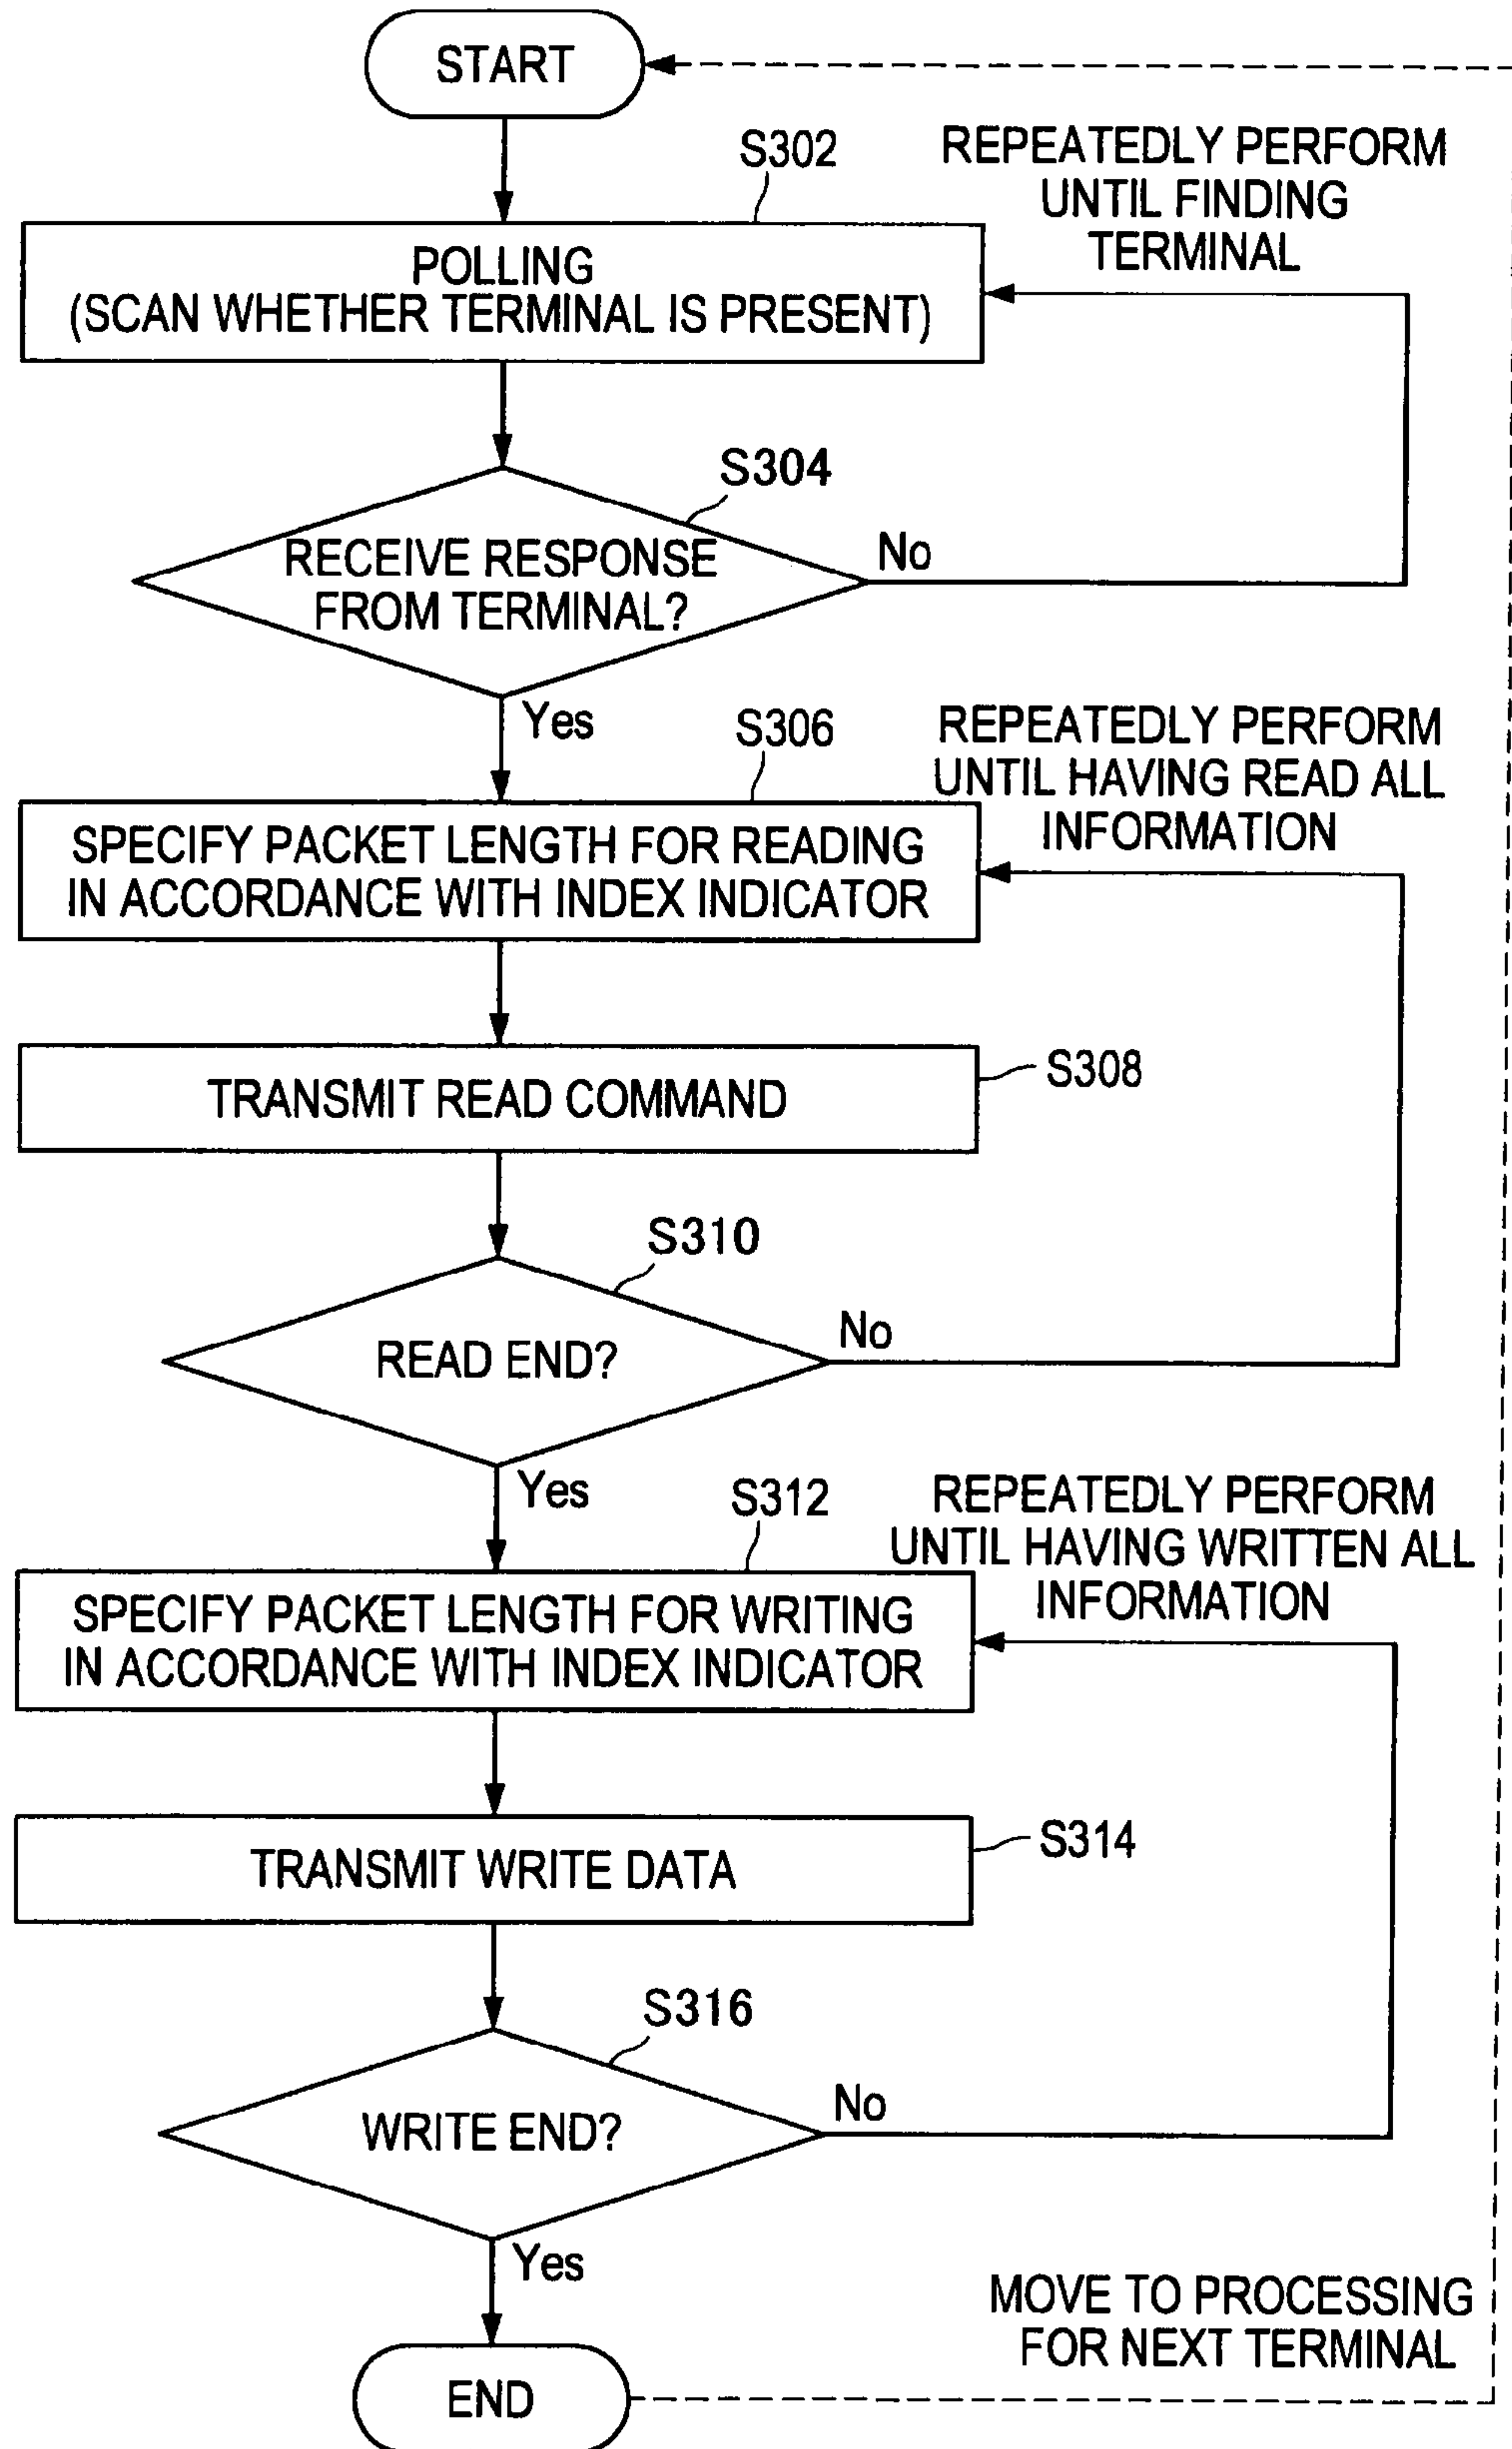 START
S302
REPEATEDLY PERFORM
UNTIL FINDING
TERMINAL
POLLING
(SCAN WHETHER TERMINAL IS PRESENT)
S304
RECEIVE RESPONSE
FROM TERMINAL?
No
Yes
S306
REPEATEDLY PERFORM
UNTIL HAVING READ ALL
INFORMATION
SPECIFY PACKET LENGTH FOR READING
IN ACCORDANCE WITH INDEX INDICATOR
TRANSMIT READ COMMAND
S308
S310
READ END?
No
Yes
S312
REPEATEDLY PERFORM
UNTIL HAVING WRITTEN ALL
INFORMATION
SPECIFY PACKET LENGTH FOR WRITING
IN ACCORDANCE WITH INDEX INDICATOR
TRANSMIT WRITE DATA
S314
S316
WRITE END?
No
Yes
MOVE TO PROCESSING
FOR NEXT TERMINAL
END